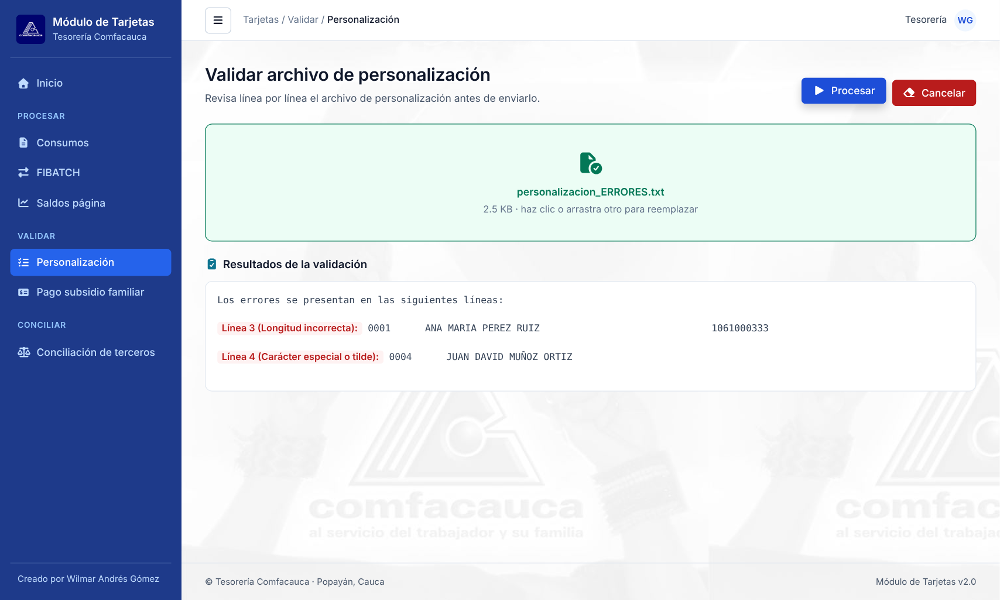 Módulo de Tarjetas
Tesorería Comfacauca
comfacauca
Inicio
PROCESAR
Consumos
FIBATCH
Saldos página
VALIDAR
Personalización
Pago subsidio familiar
CONCILIAR
Conciliación de terceros
Creado por Wilmar Andrés Gómez
Tarjetas / Validar / Personalización
Tesorería WG
Validar archivo de personalización
Revisa línea por línea el archivo de personalización antes de enviarlo.
Procesar
Cancelar
personalizacion_ERRORES.txt
2.5 KB · haz clic o arrastra otro para reemplazar
Resultados de la validación
Los errores se presentan en las siguientes líneas:
Línea 3 (Longitud incorrecta): 0001 ANA MARIA PEREZ RUIZ 1061000333
Línea 4 (Carácter especial o tilde): 0004 JUAN DAVID MUÑOZ ORTIZ
comfacauca
al servicio del trabajador y su familia
comfac
al servicio del trabajad
© Tesorería Comfacauca · Popayán, Cauca
Módulo de Tarjetas v2.0